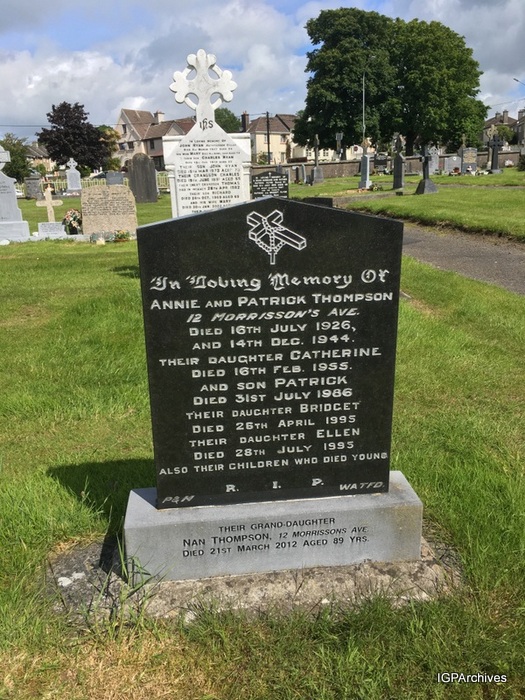 In Loving Memory Of
ANNIE AND PATRICK THOMPSON
12 MORRISSON'S AVE.
DIED 16TH JULY 1926,
AND 14TH DEC. 1944.
THEIR DAUGHTER CATHERINE
DIED 16TH FEB. 1955.
AND SON PATRICK
DIED 31ST JULY 1986
THEIR DAUGHTER BRIDGET
DIED 26TH APRIL 1995
THEIR DAUGHTER ELLEN
DIED 28TH JULY 1995
ALSO THEIR CHILDREN WHO DIED YOUNG
R. I. P.
P&H WATFD.
THEIR GRAND-DAUGHTER
NAN THOMPSON, 12 MORRISSONS AVE
DIED 21ST MARCH 2012 AGED 89 YRS.
IHS
IGPArchives